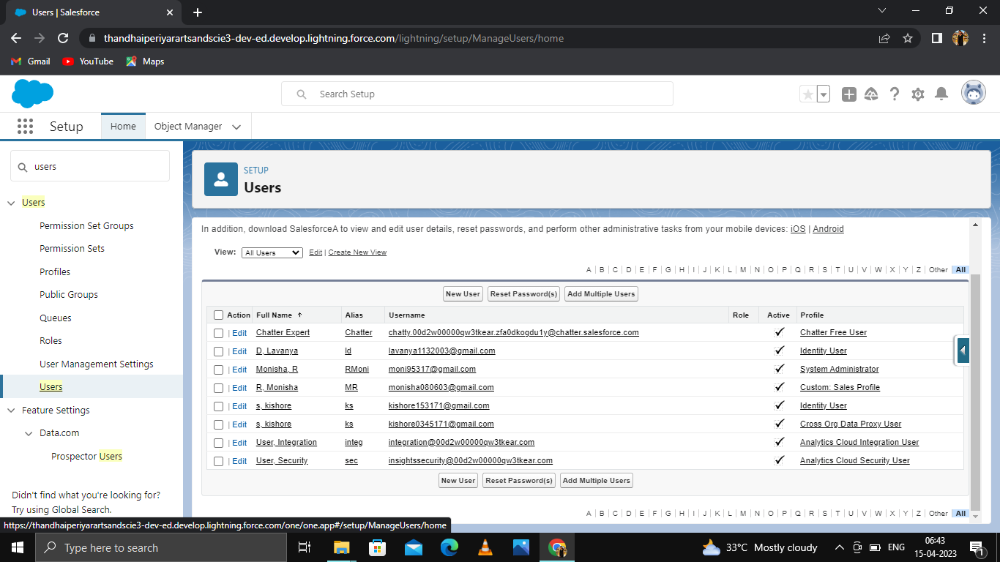 Users | Salesforce
thandhaiperiyarartsandscie3-dev-ed.develop.lightning.force.com/lightning/setup/ManageUsers/home
Gmail YouTube Maps
Search Setup
Setup Home Object Manager
users
Users
Permission Set Groups
Permission Sets
Profiles
Public Groups
Queues
Roles
User Management Settings
Users
Feature Settings
Data.com
Prospector Users
Didn't find what you're looking for?
Try using Global Search.
SETUP
Users
In addition, download SalesforceA to view and edit user details, reset passwords, and perform other administrative tasks from your mobile devices: iOS | Android
View: All Users Edit | Create New View
A | B | C | D | E | F | G | H | I | J | K | L | M | N | O | P | Q | R | S | T | U | V | W | X | Y | Z | Other | All
New User Reset Password(s) Add Multiple Users
Action Full Name ↑ Alias Username Role Active Profile
| Edit Chatter Expert Chatter chatty.00d2w00000qw3tkear.zfa0dkogdu1y@chatter.salesforce.com ✓ Chatter Free User
| Edit D, Lavanya ld lavanya1132003@gmail.com ✓ Identity User
| Edit Monisha, R RMoni moni95317@gmail.com ✓ System Administrator
| Edit R, Monisha MR monisha080603@gmail.com ✓ Custom: Sales Profile
| Edit s, kishore ks kishore153171@gmail.com ✓ Identity User
| Edit s, kishore ks kishore0345171@gmail.com ✓ Cross Org Data Proxy User
| Edit User, Integration integ integration@00d2w00000qw3tkear.com ✓ Analytics Cloud Integration User
| Edit User, Security sec insightssecurity@00d2w00000qw3tkear.com ✓ Analytics Cloud Security User
New User Reset Password(s) Add Multiple Users
A | B | C | D | E | F | G | H | I | J | K | L | M | N | O | P | Q | R | S | T | U | V | W | X | Y | Z | Other | All
https://thandhaiperiyarartsandscie3-dev-ed.develop.lightning.force.com/one/one.app#/setup/ManageUsers/home
Type here to search
33°C Mostly cloudy
ENG
06:43
15-04-2023
1